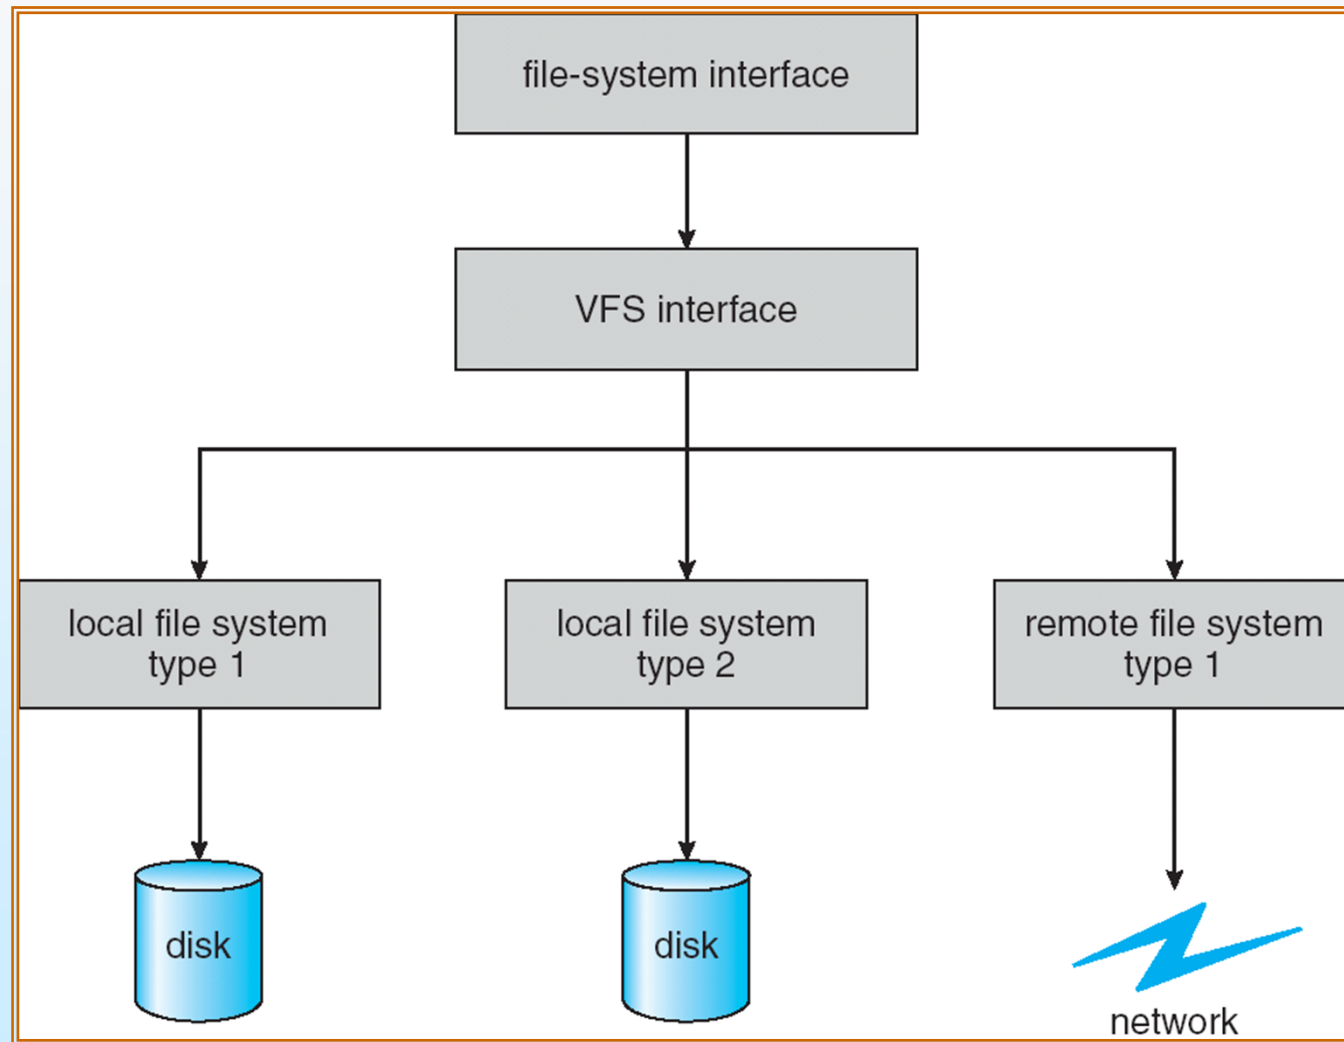 file-system interface
VFS interface
local file system
type 1
local file system
type 2
remote file system
type 1
disk
disk
network